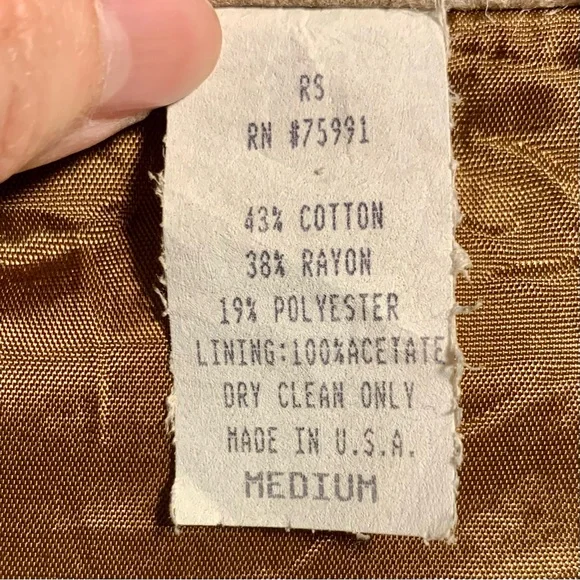 RS
RN #75991
43% COTTON
38% RAYON
19% POLYESTER
LINING:100%ACETATE
DRY CLEAN ONLY
MADE IN U.S.A.
MEDIUM